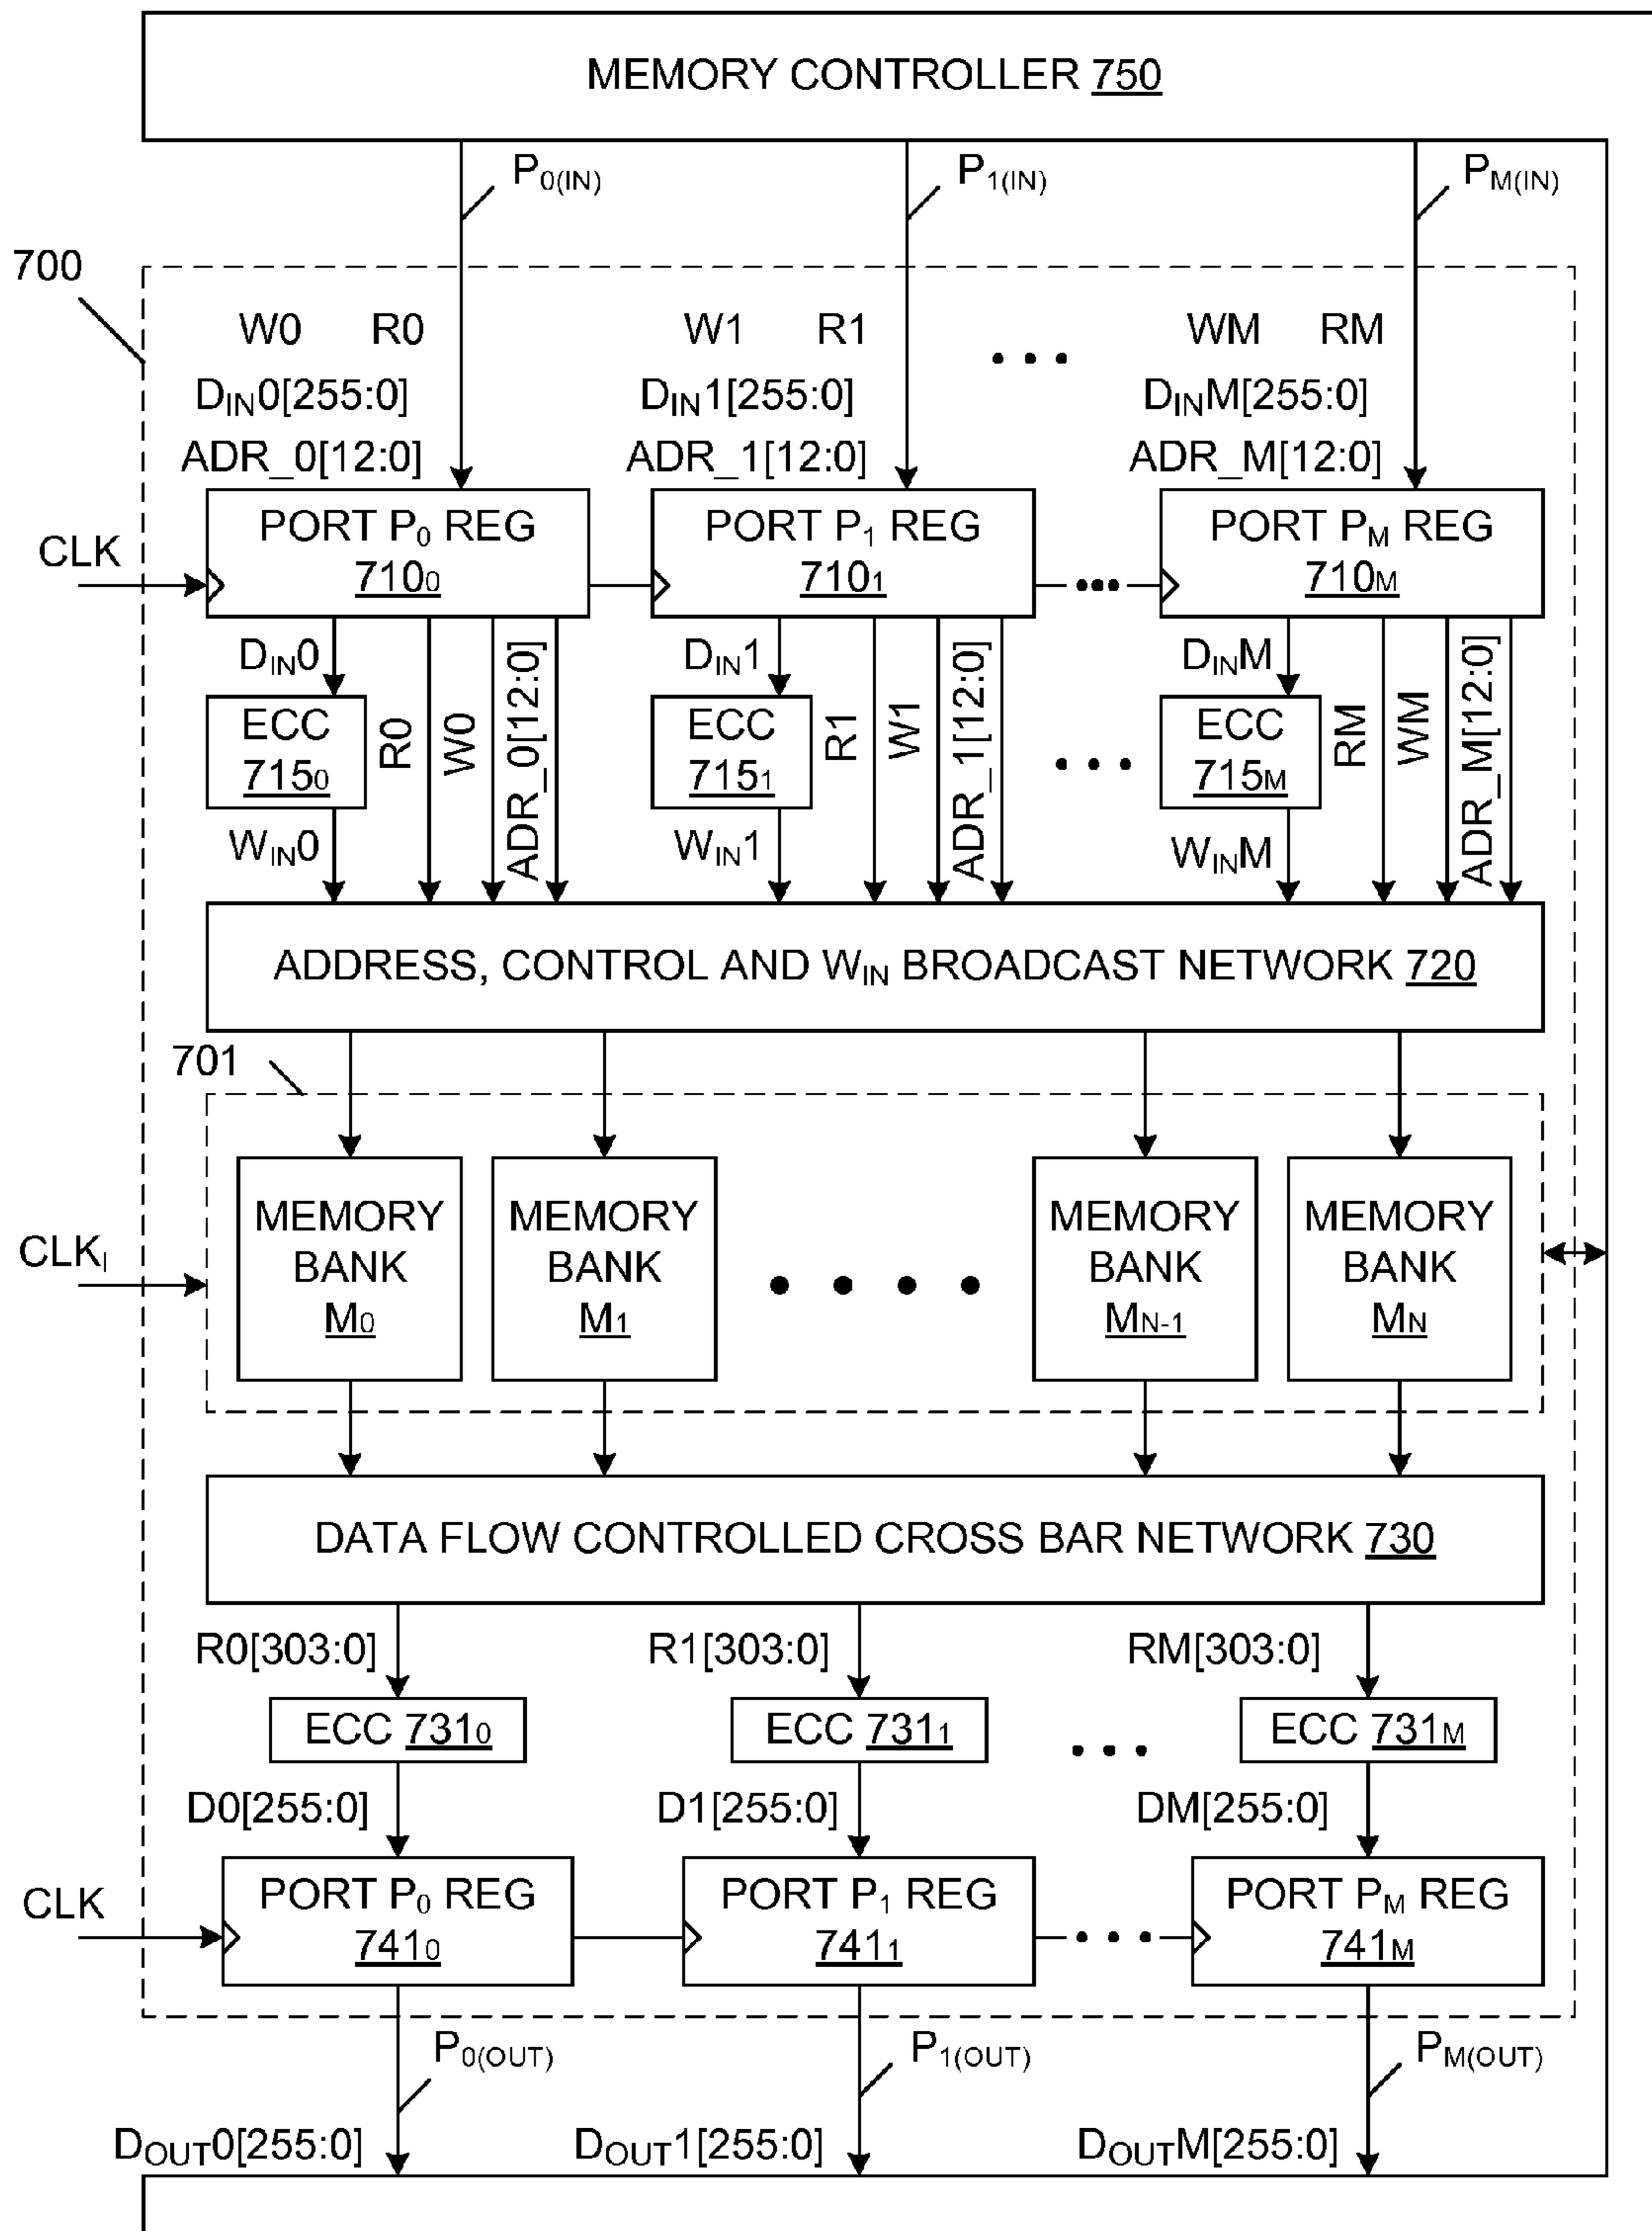 MEMORY CONTROLLER 750
P0(IN) P1(IN) PM(IN)
700
W0 R0 W1 R1 WM RM
DIN0[255:0] DIN1[255:0] DINM[255:0]
ADR_0[12:0] ADR_1[12:0] ADR_M[12:0]
CLK
PORT P0 REG PORT P1 REG PORT PM REG
7100 7101 710M
DIN0 DIN1 DINM
ECC ECC ECC
7150 7151 715M
R0 W0 ADR_0[12:0] R1 W1 ADR_1[12:0] RM WM ADR_M[12:0]
WIN0 WIN1 WINM
ADDRESS, CONTROL AND WIN BROADCAST NETWORK 720
701
CLKI
MEMORY MEMORY MEMORY MEMORY
BANK BANK BANK BANK
M0 M1 MN-1 MN
DATA FLOW CONTROLLED CROSS BAR NETWORK 730
R0[303:0] R1[303:0] RM[303:0]
ECC 7310 ECC 7311 ECC 731M
D0[255:0] D1[255:0] DM[255:0]
CLK
PORT P0 REG PORT P1 REG PORT PM REG
7410 7411 741M
P0(OUT) P1(OUT) PM(OUT)
DOUT0[255:0] DOUT1[255:0] DOUTM[255:0]